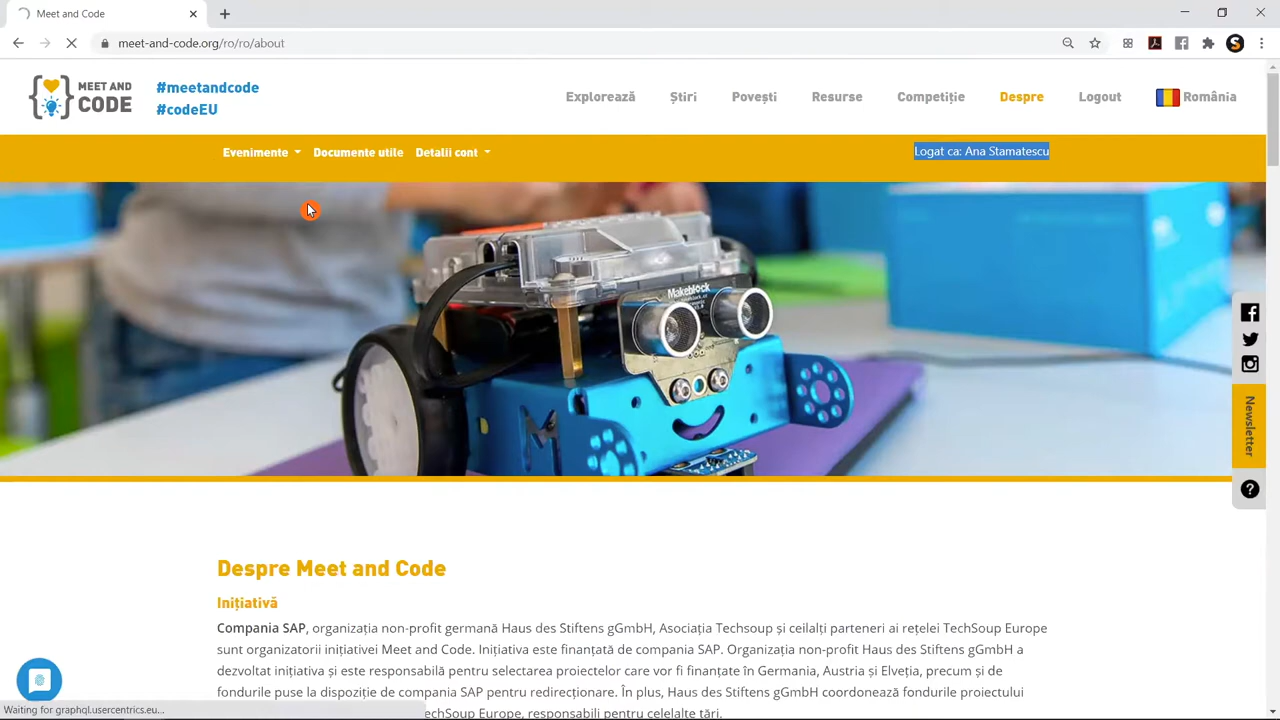 Meet and Code
meet-and-code.org/ro/ro/about
MEET AND
CODE
#meetandcode
#codeEU
Explorează Știri Povești Resurse Competiție Despre Logout România
Evenimente Documente utile Detalii cont Logat ca: Ana Stamatescu
Makeblock
M
Newsletter
Despre Meet and Code
Inițiativă
Compania SAP, organizația non-profit germană Haus des Stiftens gGmbH, Asociația Techsoup și ceilalți parteneri ai rețelei TechSoup Europe
sunt organizatorii inițiativei Meet and Code. Inițiativa este finanțată de compania SAP. Organizația non-profit Haus des Stiftens gGmbH a
dezvoltat inițiativa și este responsabilă pentru selectarea proiectelor care vor fi finanțate în Germania, Austria și Elveția, precum și de
fondurile puse la dispoziție de compania SAP pentru redirecționare. În plus, Haus des Stiftens gGmbH coordonează fondurile proiectului
Waiting for graphql.usercentrics.eu...
TechSoup Europe, responsabili pentru celelalte țări.